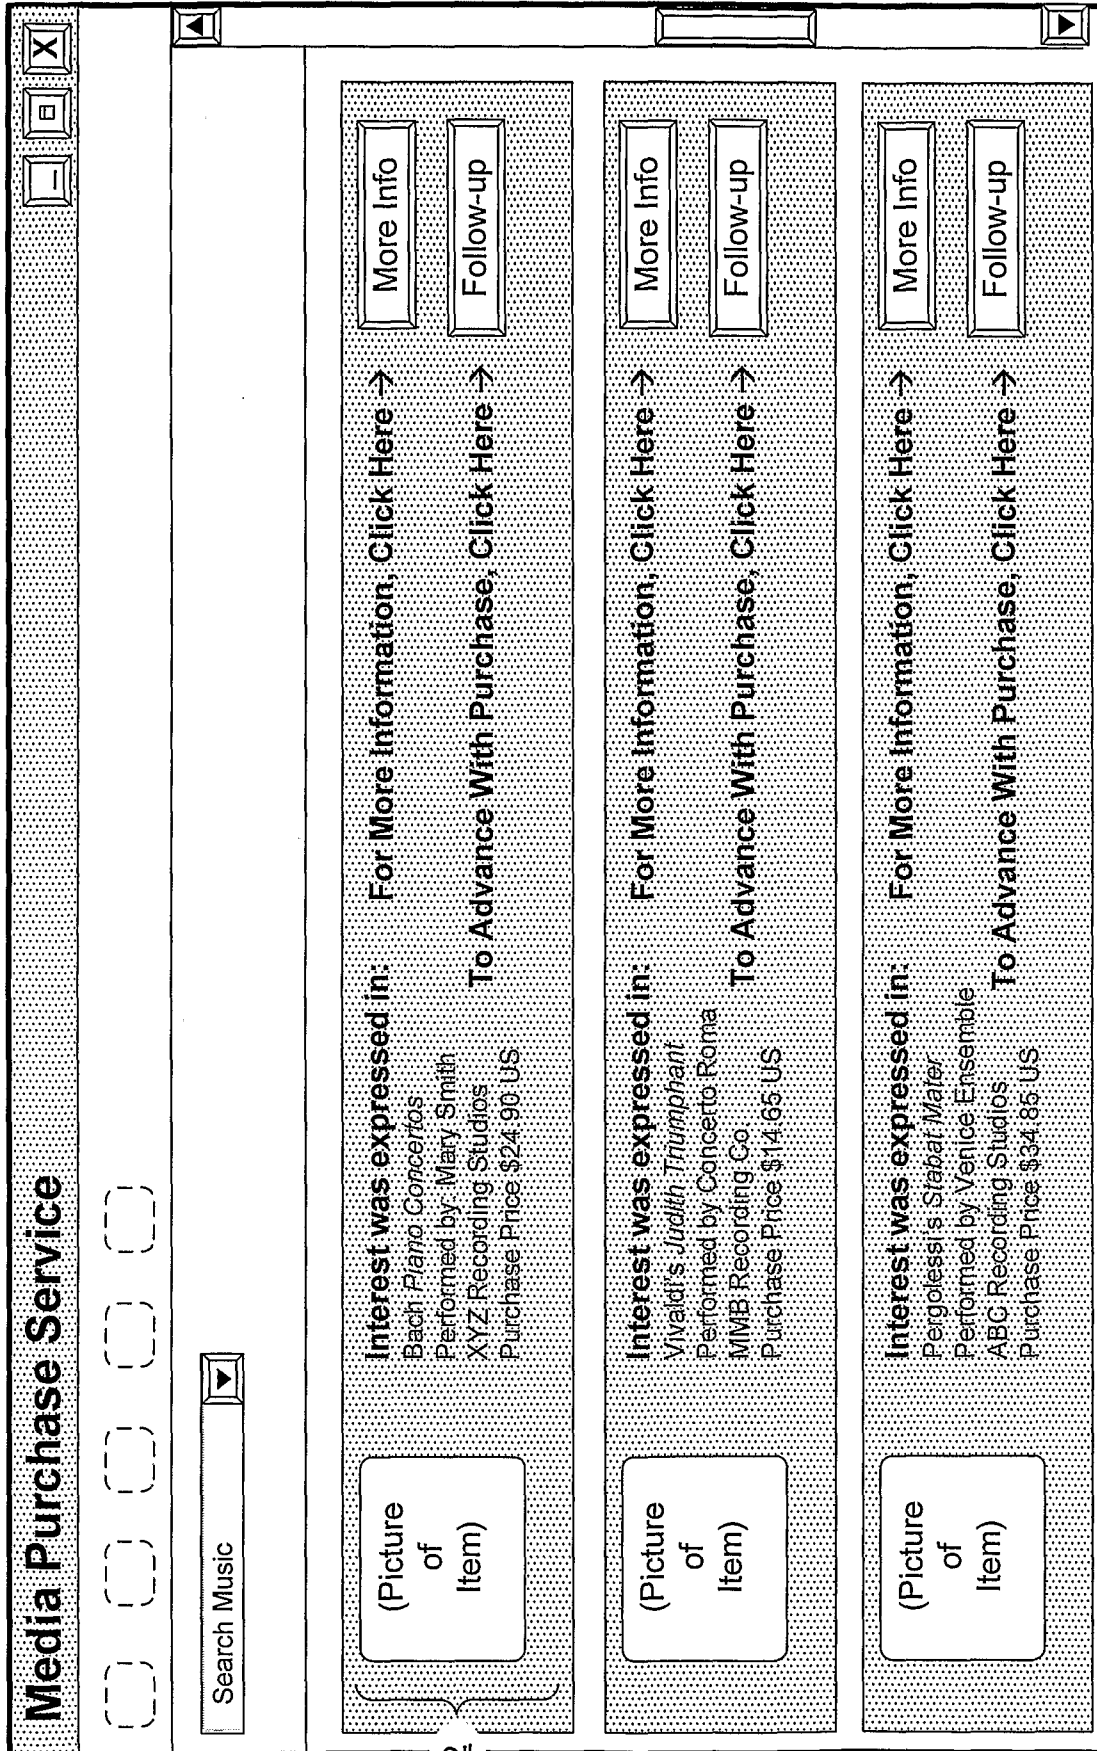 Media Purchase Service
X
Search Music
(Picture
of
Item)
Interest was expressed in:
Bach Piano Concertos
Performed by: Mary Smith
XYZ Recording Studios
Purchase Price $24.90 US
For More Information, Click Here →
More Info
To Advance With Purchase, Click Here →
Follow-up
(Picture
of
Item)
Interest was expressed in:
Vivaldi's Judith Triumphant
Performed by Concerto Roma
MMB Recording Co
Purchase Price $14.65 US
For More Information, Click Here →
More Info
To Advance With Purchase, Click Here →
Follow-up
(Picture
of
Item)
Interest was expressed in:
Pergolessi's Stabat Mater
Performed by Venice Ensemble
ABC Recording Studios
Purchase Price $34.85 US
For More Information, Click Here →
More Info
To Advance With Purchase, Click Here →
Follow-up